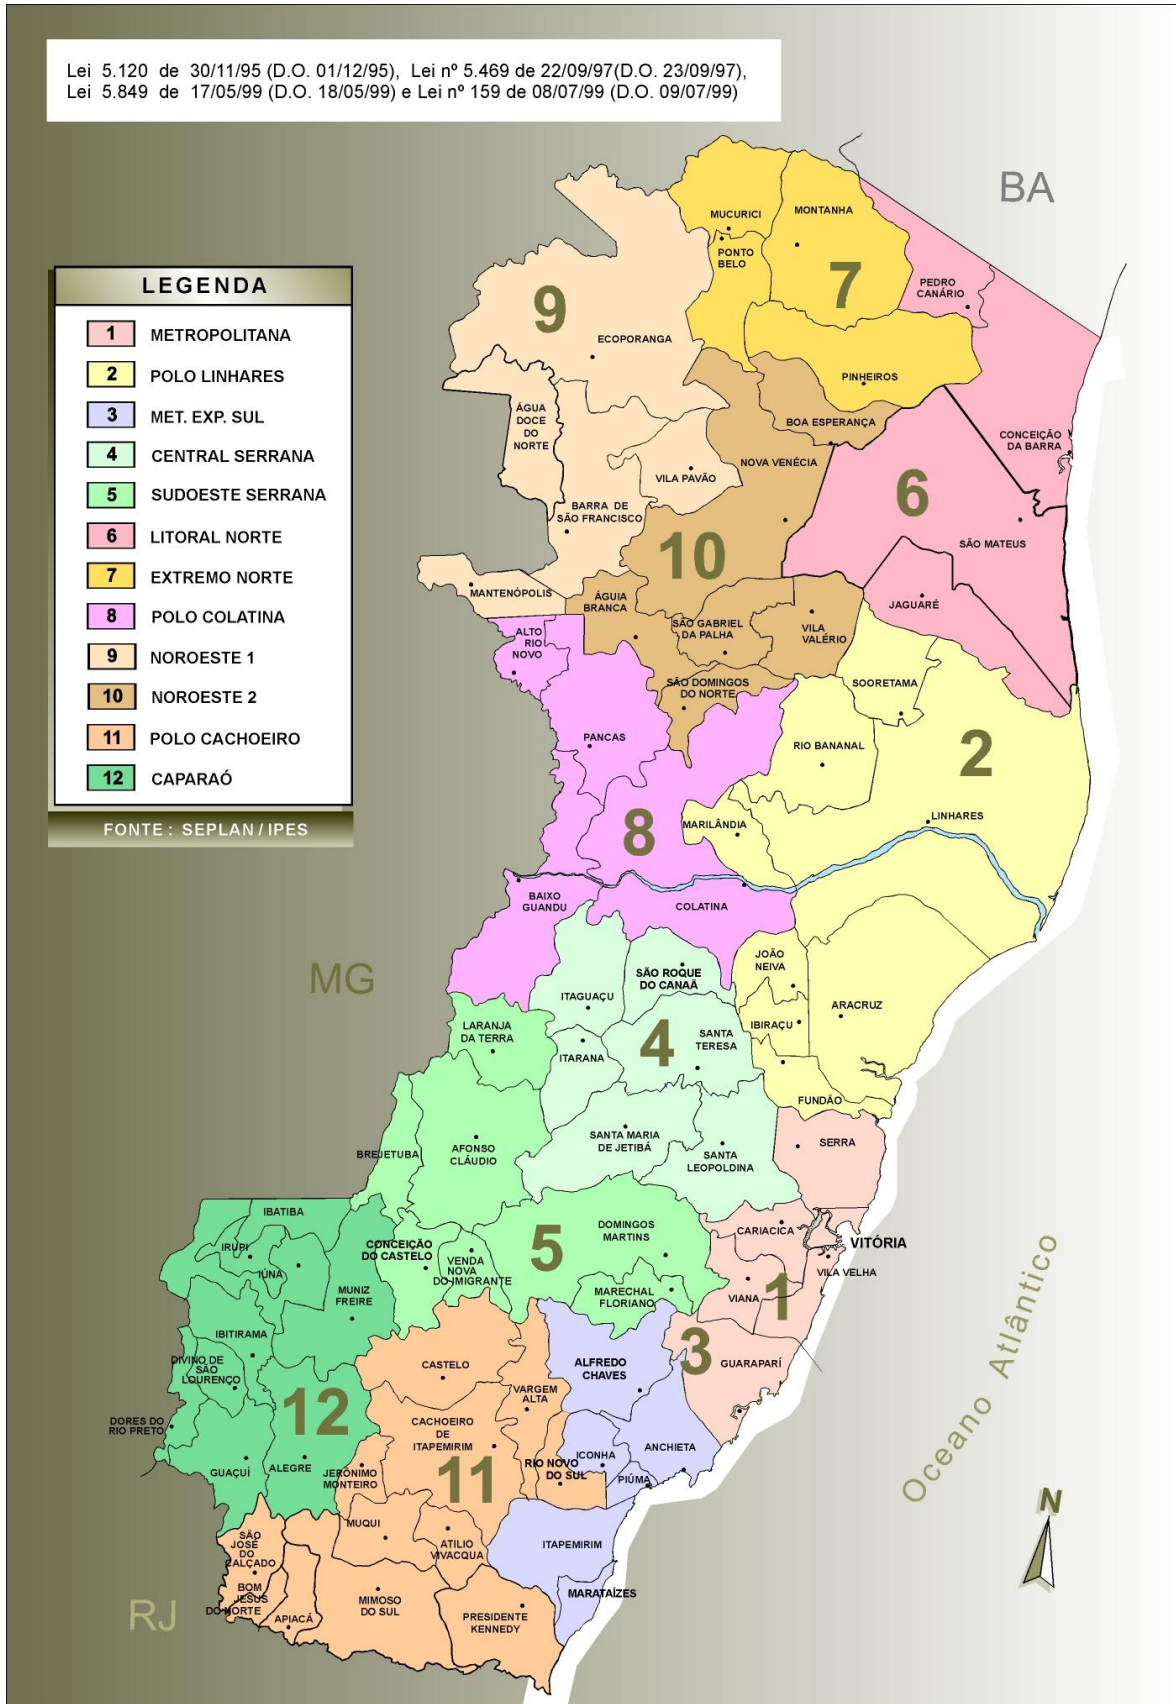 Lei 5.120 de 30/11/95 (D.O. 01/12/95), Lei nº 5.469 de 22/09/97(D.O. 23/09/97),
Lei 5.849 de 17/05/99 (D.O. 18/05/99) e Lei nº 159 de 08/07/99 (D.O. 09/07/99)
BA
LEGENDA
1 METROPOLITANA
2 POLO LINHARES
3 MET. EXP. SUL
4 CENTRAL SERRANA
5 SUDOESTE SERRANA
6 LITORAL NORTE
7 EXTREMO NORTE
8 POLO COLATINA
9 NOROESTE 1
10 NOROESTE 2
11 POLO CACHOEIRO
12 CAPARAÓ
FONTE : SEPLAN / IPES
MUCURICI
MONTANHA
PONTO
BELO
7
PEDRO
CANÁRIO
9
ECOPORANGA
PINHEIROS
ÁGUA
DOCE
DO
NORTE
BOA ESPERANÇA
CONCEIÇÃO
DA BARRA
NOVA VENÉCIA
VILA PAVÃO
6
BARRA DE
SÃO FRANCISCO
10
SÃO MATEUS
MANTENÓPOLIS
ÁGUIA
BRANCA
JAGUARÉ
SÃO GABRIEL
DA PALHA
VILA
VALÉRIO
ALTO
RIO
NOVO
SÃO DOMINGOS
DO NORTE
SOORETAMA
PANCAS
RIO BANANAL
2
8
MARILÂNDIA
LINHARES
BAIXO
GUANDU
COLATINA
MG
SÃO ROQUE
DO CANAÃ
JOÃO
NEIVA
ITAGUAÇU
ARACRUZ
LARANJA
DA TERRA
IBIRAÇU
4
SANTA
TERESA
ITARANA
FUNDÃO
SANTA MARIA
DE JETIBÁ
SERRA
AFONSO
CLÁUDIO
BREJETUBA
SANTA
LEOPOLDINA
IBATIBA
DOMINGOS
MARTINS
CARIACICA
5
VITÓRIA
CONCEIÇÃO
DO CASTELO
IRUPI
VENDA
NOVA
DO IMIGRANTE
IÚNA
VILA VELHA
MUNIZ
FREIRE
MARECHAL
FLORIANO
VIANA
1
IBITIRAMA
3
DIVINO DE
SÃO
LOURENÇO
CASTELO
ALFREDO
CHAVES
GUARAPARÍ
VARGEM
ALTA
12
DORES DO
RIO PRETO
CACHOEIRO
DE
ITAPEMIRIM
ANCHIETA
ICONHA
RIO NOVO
DO SUL
GUAÇUÍ
ALEGRE
JERÔNIMO
MONTEIRO
11
PIÚMA
MUQUI
SÃO
JOSÉ
DO
CALÇADO
ATILIO
VIVACQUA
ITAPEMIRIM
BOM
JESUS
DO NORTE
MARATAÍZES
MIMOSO
DO SUL
APIACÁ
PRESIDENTE
KENNEDY
RJ
Oceano Atlântico
N